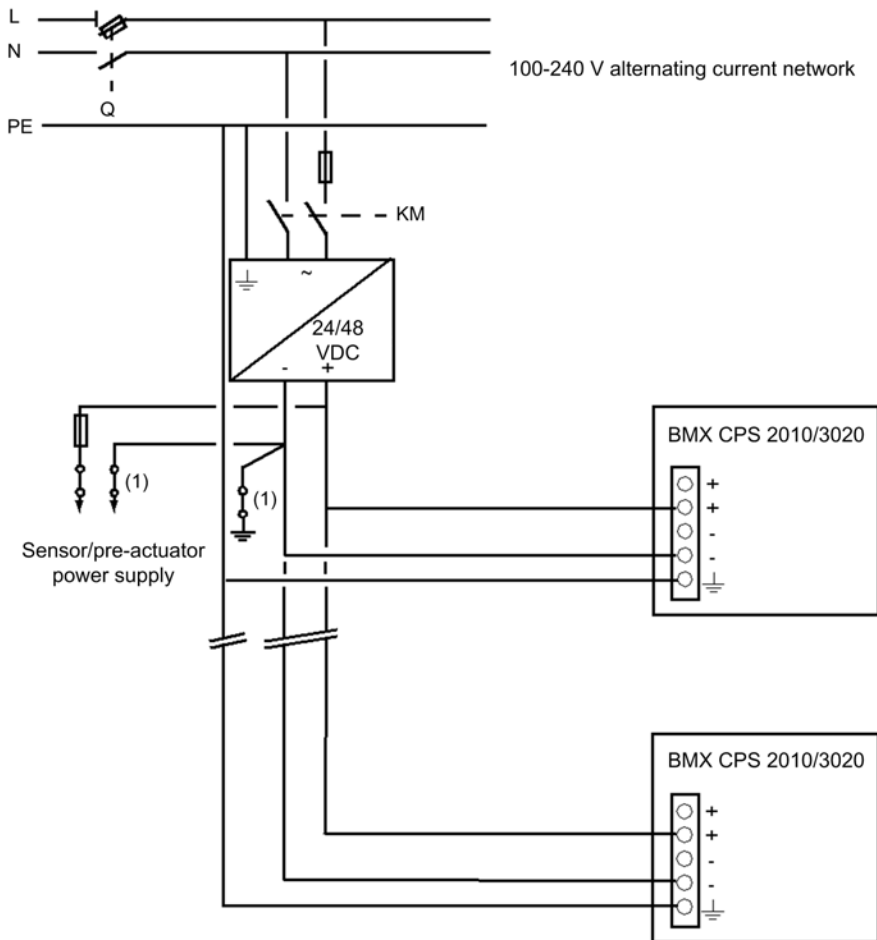 L
N
100-240 V alternating current network
Q
PE
KM
~
24/48
VDC
- +
BMX CPS 2010/3020
+
+
-
-
(1)
(1)
Sensor/pre-actuator
power supply
BMX CPS 2010/3020
+
+
-
-